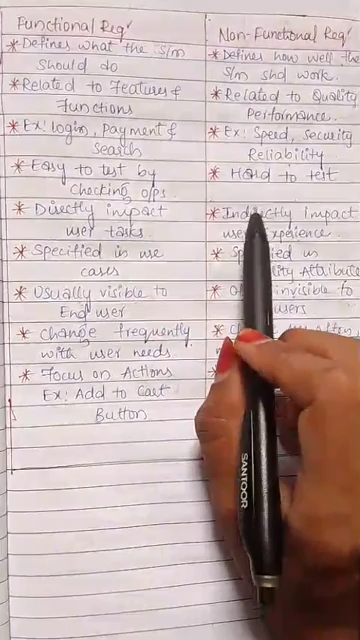 Functional Req'
* Defines what the s/m
should do
* Related to Features &
Functions
* Ex: login, Payment &
Search
* Easy to test by
checking o/ps
* Directly impact
user tasks.
* Specified in use
cases
* Usually visible to
End user
* Change frequently
with user needs
* Focus on Actions
Ex: Add to Cart
Button
Non-Functional Req'
* Defines how well the
s/m shd work.
* Related to Quality
Performance.
* Ex: Speed, security
Reliability
* Hard to test
* Indirectly impact
experience.
in
Attribute
invisible to
users
SANTOOR